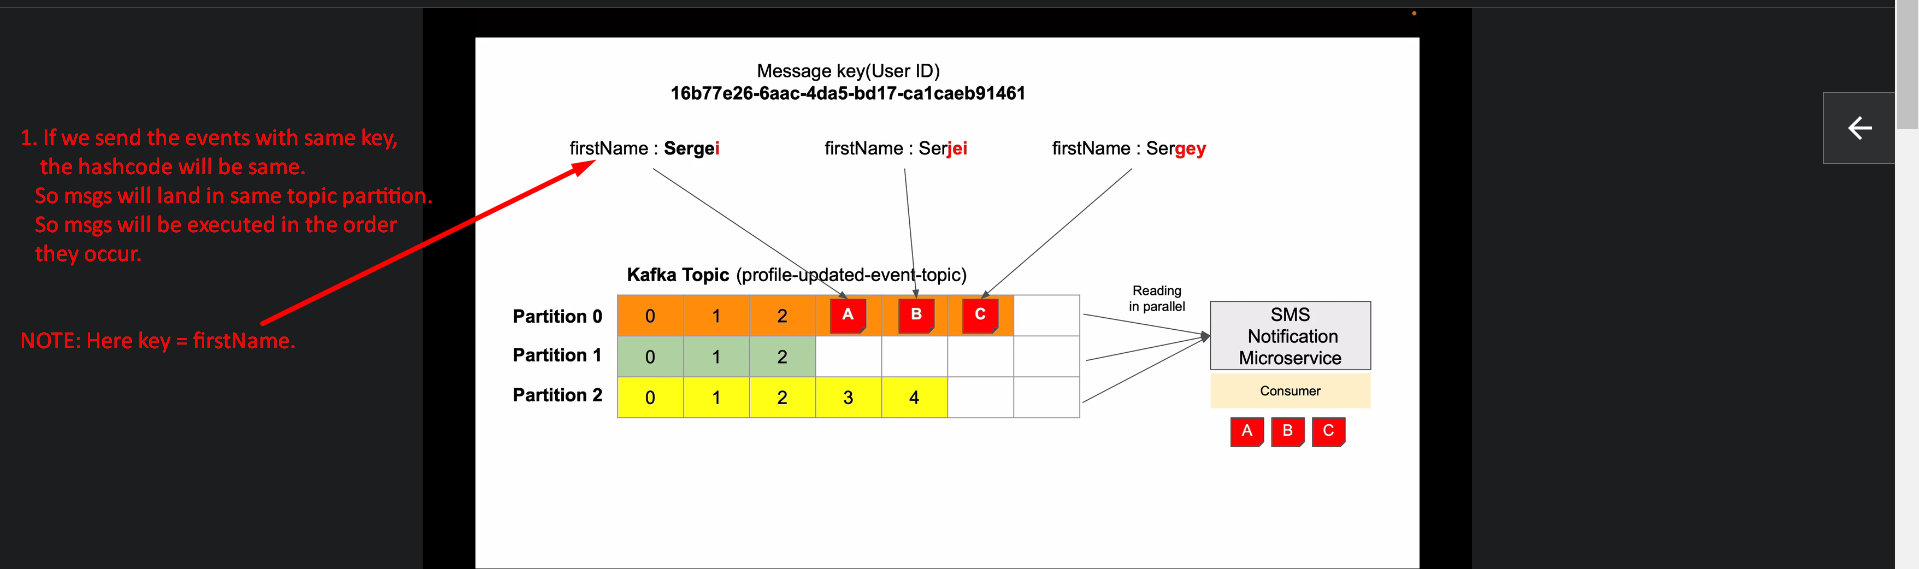 Message key(User ID)
16b77e26-6aac-4da5-bd17-ca1caeb91461
1. If we send the events with same key,
the hashcode will be same.
So msgs will land in same topic partition.
So msgs will be executed in the order
they occur.
NOTE: Here key = firstName.
firstName : Sergei
firstName : Serjei
firstName : Sergey
Kafka Topic (profile-updated-event-topic)
Partition 0 0 1 2 A B C
Partition 1 0 1 2
Partition 2 0 1 2 3 4
Reading
in parallel
SMS
Notification
Microservice
Consumer
A B C